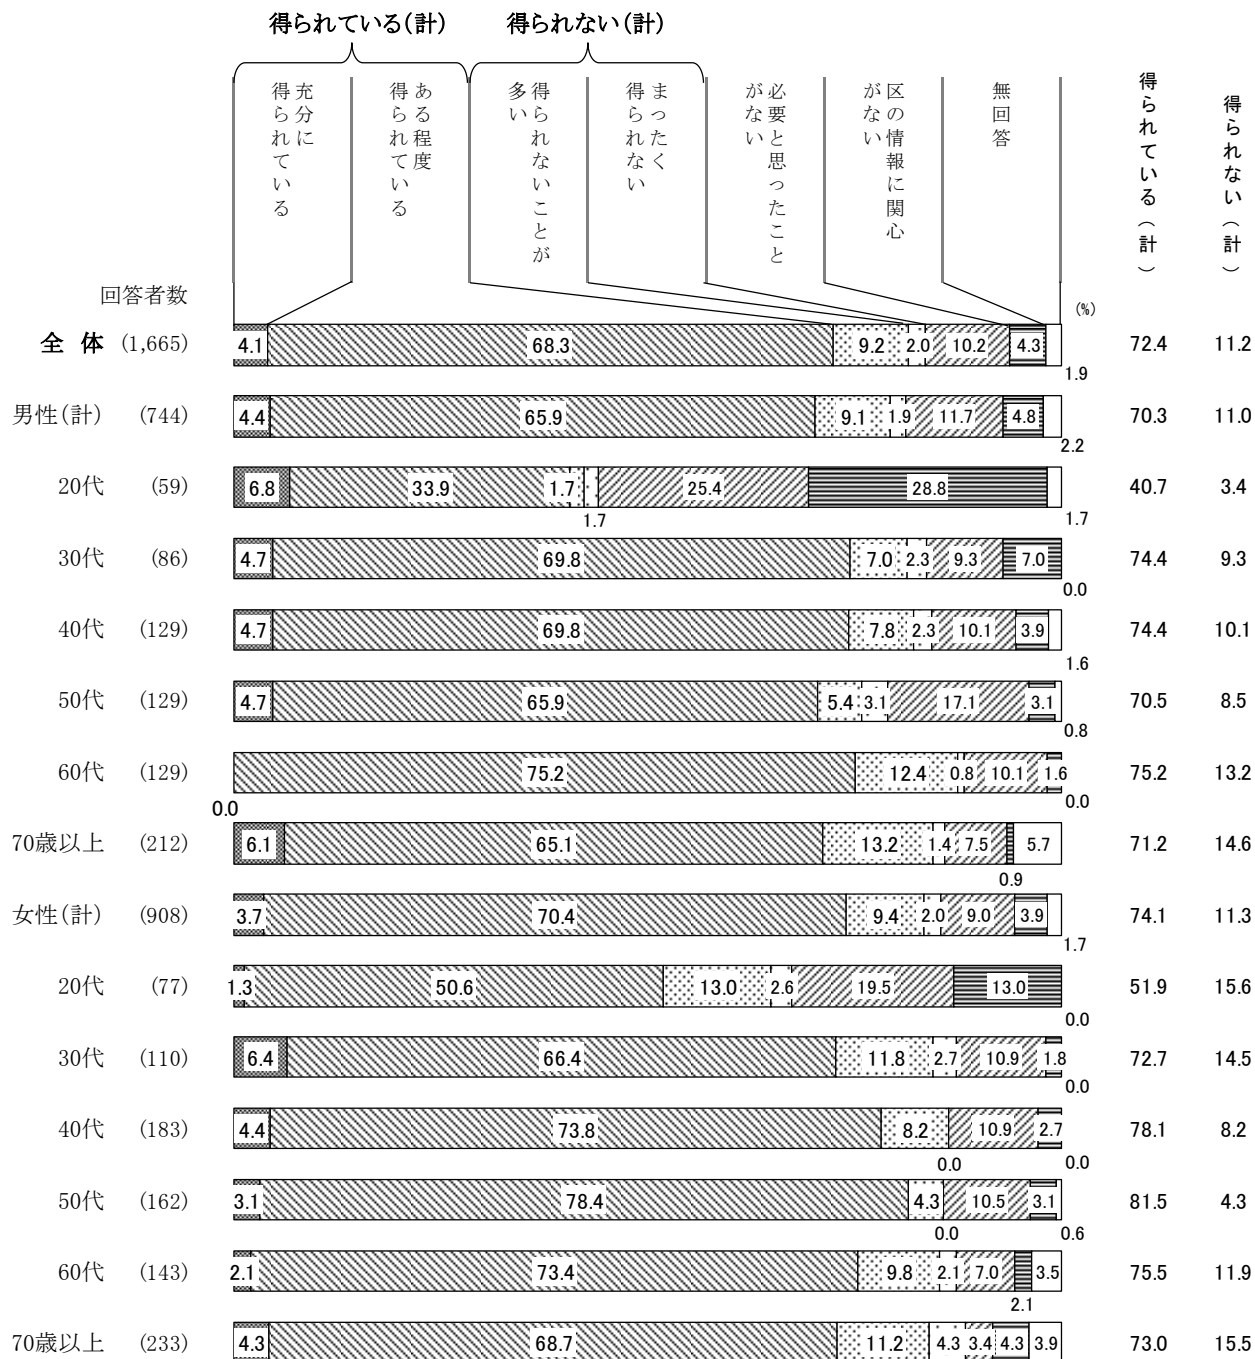 得られている(計) 得られない(計)
充分に
得られている
ある程度
得られている
得られないことが
多い
まったく
得られない
必要と思ったこと
がない
区の情報に関心
がない
無回答
得られている(計)
得られない(計)
回答者数
(%)
全 体 (1,665) 4.1 68.3 9.2 2.0 10.2 4.3 72.4 11.2
1.9
男性(計) (744) 4.4 65.9 9.1 1.9 11.7 4.8 70.3 11.0
2.2
20代 (59) 6.8 33.9 1.7 25.4 28.8 40.7 3.4
1.7 1.7
30代 (86) 4.7 69.8 7.0 2.3 9.3 7.0 74.4 9.3
0.0
40代 (129) 4.7 69.8 7.8 2.3 10.1 3.9 74.4 10.1
1.6
50代 (129) 4.7 65.9 5.4 3.1 17.1 3.1 70.5 8.5
0.8
60代 (129) 75.2 12.4 0.8 10.1 1.6 75.2 13.2
0.0 0.0
70歳以上 (212) 6.1 65.1 13.2 1.4 7.5 5.7 71.2 14.6
0.9
女性(計) (908) 3.7 70.4 9.4 2.0 9.0 3.9 74.1 11.3
1.7
20代 (77) 1.3 50.6 13.0 2.6 19.5 13.0 51.9 15.6
0.0
30代 (110) 6.4 66.4 11.8 2.7 10.9 1.8 72.7 14.5
0.0
40代 (183) 4.4 73.8 8.2 10.9 2.7 78.1 8.2
0.0 0.0
50代 (162) 3.1 78.4 4.3 10.5 3.1 81.5 4.3
0.0 0.6
60代 (143) 2.1 73.4 9.8 2.1 7.0 3.5 75.5 11.9
2.1
70歳以上 (233) 4.3 68.7 11.2 4.3 3.4 4.3 3.9 73.0 15.5